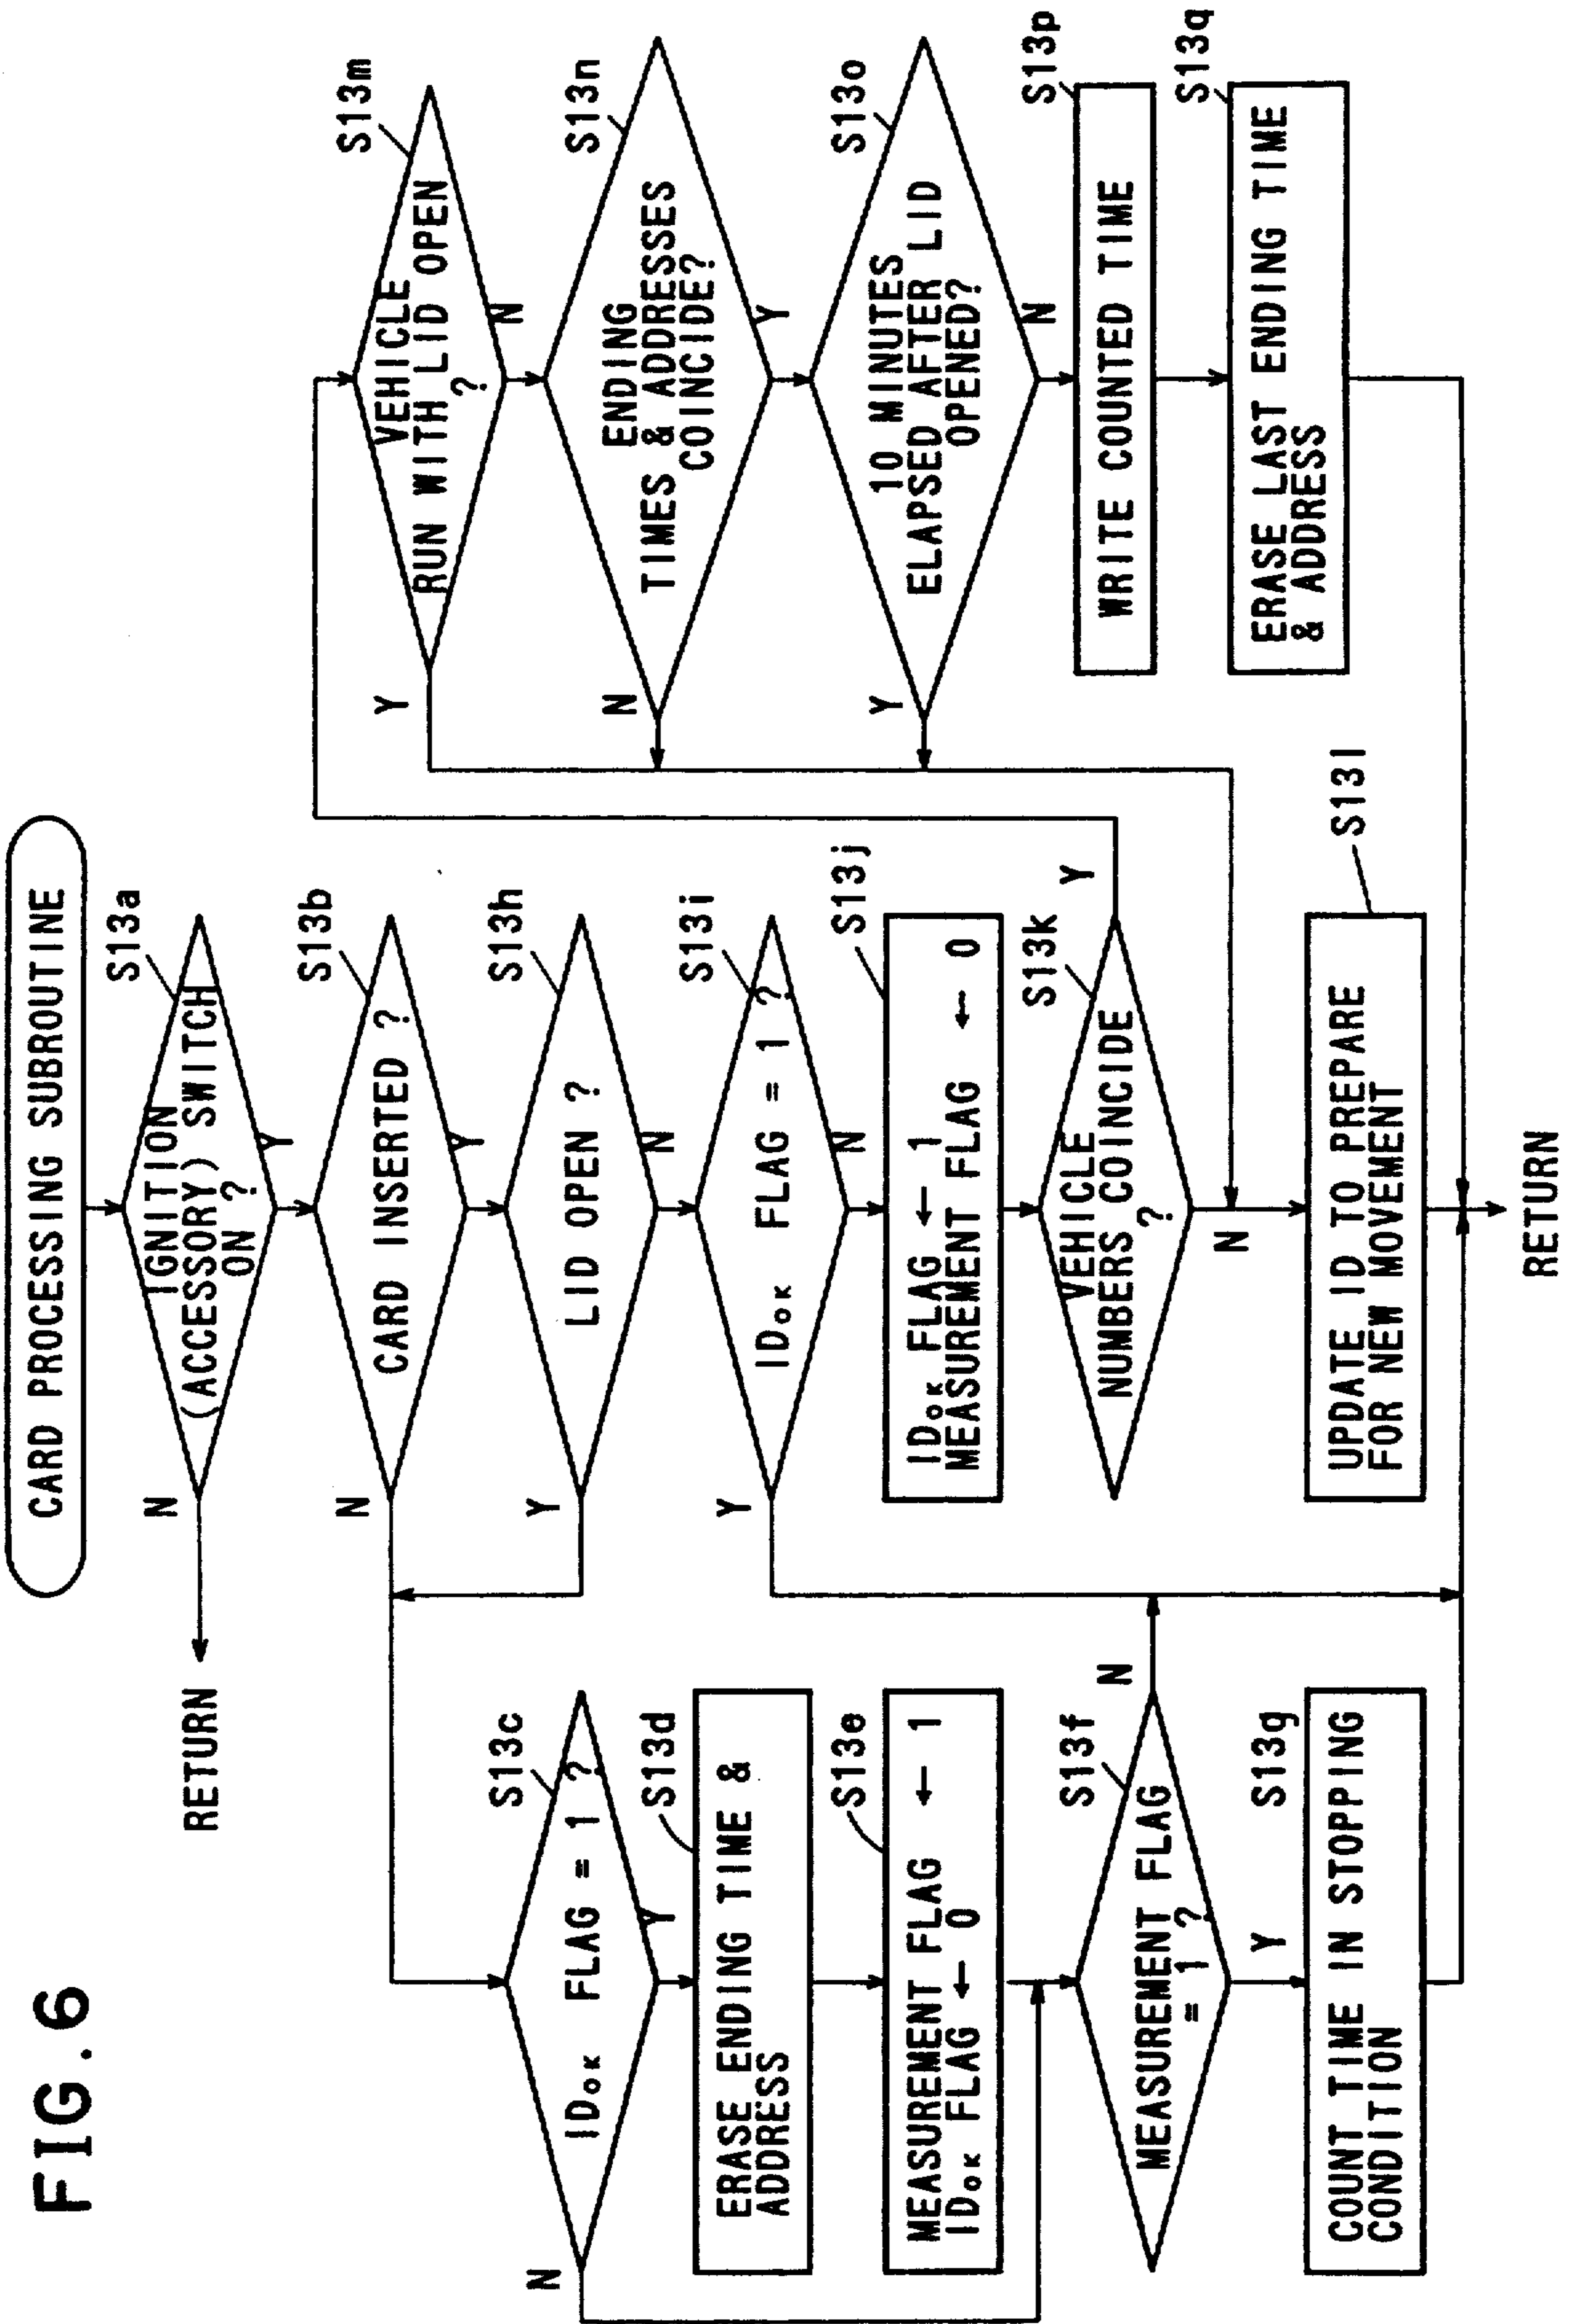 FIG. 6
CARD PROCESSING SUBROUTINE
S13a
IGNITION
(ACCESSORY) SWITCH
ON ?
N
Y
RETURN
S13b
CARD INSERTED ?
N
Y
S13h
LID OPEN ?
Y
N
S13i
IDOK FLAG = 1 ?
Y
N
S13j
IDOK FLAG ← 1
MEASUREMENT FLAG ← 0
S13k
VEHICLE
NUMBERS COINCIDE
?
Y
N
S13l
UPDATE ID TO PREPARE
FOR NEW MOVEMENT
RETURN
S13c
IDOK FLAG = 1 ?
N
Y
S13d
ERASE ENDING TIME &
ADDRESS
S13e
MEASUREMENT FLAG ← 1
IDOK FLAG ← 0
S13f
MEASUREMENT FLAG
= 1 ?
N
Y
S13g
COUNT TIME IN STOPPING
CONDITION
S13m
VEHICLE
RUN WITH LID OPEN
?
Y
N
S13n
ENDING
TIMES & ADDRESSES
COINCIDE?
N
Y
S13o
10 MINUTES
ELAPSED AFTER LID
OPENED?
Y
N
S13p
WRITE COUNTED TIME
S13q
ERASE LAST ENDING TIME
& ADDRESS